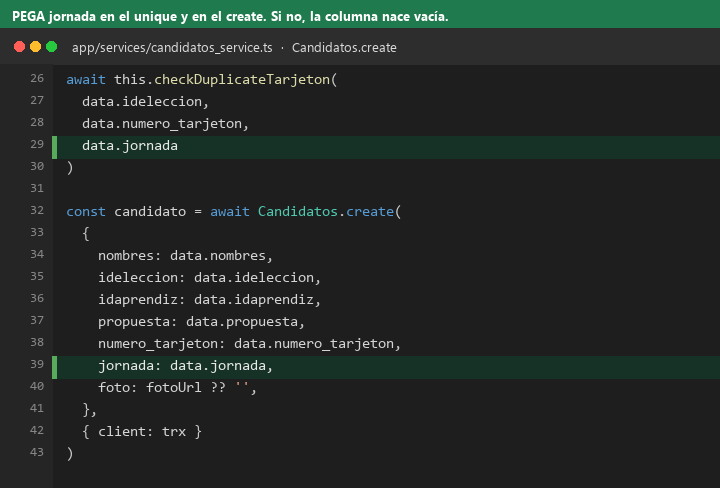 PEGA jornada en el unique y en el create. Si no, la columna nace vacía.
app/services/candidatos_service.ts · Candidatos.create
26 await this.checkDuplicateTarjeton(
27 data.ideleccion,
28 data.numero_tarjeton,
29 data.jornada
30 )
31
32 const candidato = await Candidatos.create(
33 {
34 nombres: data.nombres,
35 ideleccion: data.ideleccion,
36 idaprendiz: data.idaprendiz,
37 propuesta: data.propuesta,
38 numero_tarjeton: data.numero_tarjeton,
39 jornada: data.jornada,
40 foto: fotoUrl ?? '',
41 },
42 { client: trx }
43 )